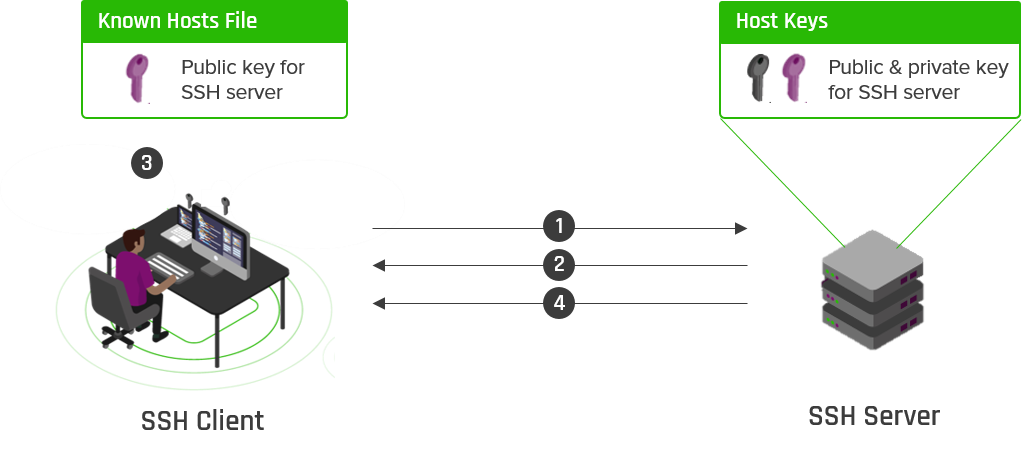 Known Hosts File
Public key for
SSH server
Host Keys
Public & private key
for SSH server
3
1
2
4
SSH Client
SSH Server